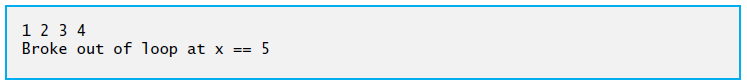 1 2 3 4
Broke out of loop at x == 5